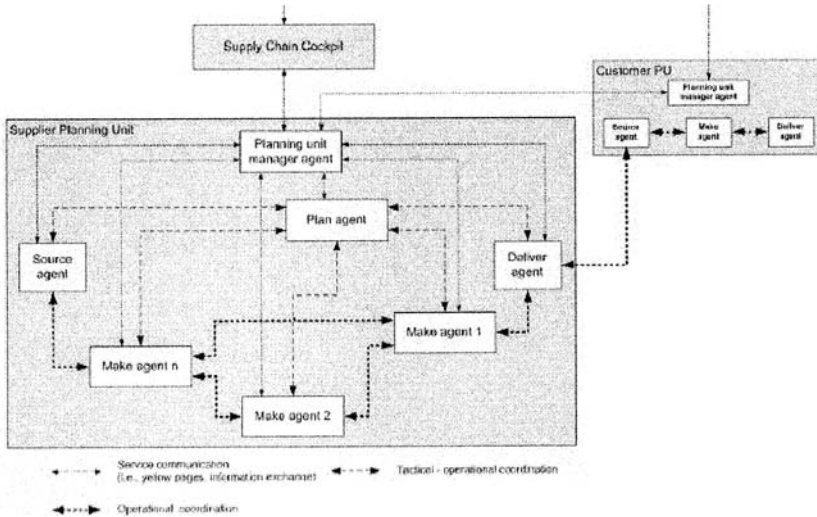 Supply Chain Cockpit
Customer PU
Planning unit
manager agent
Source
agent
Make
agent
Deliver
agent
Supplier Planning Unit
Planning unit
manager agent
Plan agent
Source
agent
Deliver
agent
Make agent 1
Make agent n
Make agent 2
Service communication
(i.e., yellow pages, information exchange)
Tactical - operational coordination
Operational coordination